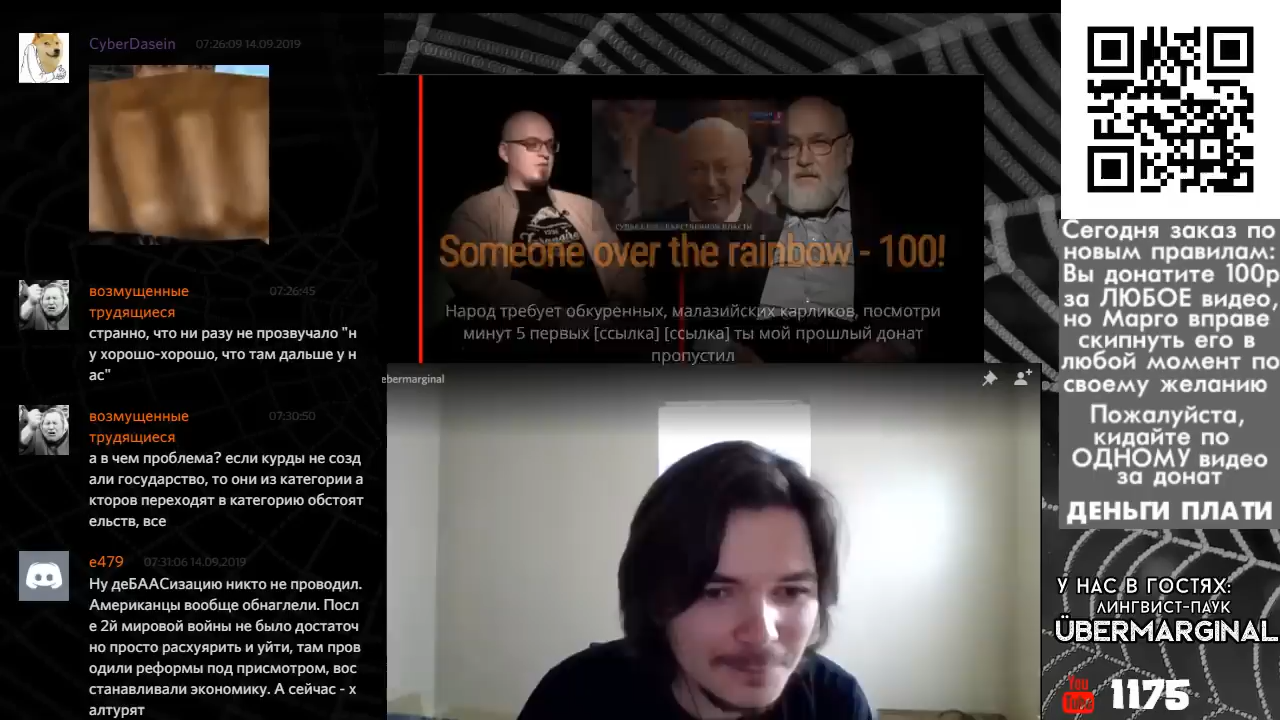 CyberDasein 07:26:09 14.09.2019
возмущенные 07:26:45
трудящиеся
странно, что ни разу не прозвучало "н
у хорошо-хорошо, что там дальше у н
ас"
возмущенные 07:30:50
трудящиеся
а в чем проблема? если курды не созд
али государство, то они из категории а
кторов переходят в категорию обстоят
ельств, все
e479 07:31:06 14.09.2019
Ну деБААСизацию никто не проводил.
Американцы вообще обнаглели. Посл
е 2й мировой войны не было достаточ
но просто расхуярить и уйти, там пров
одили реформы под присмотром, вос
станавливали экономику. А сейчас - х
алтурят
Someone over the rainbow - 100!
Народ требует обкуренных, малазийских карликов, посмотри
минут 5 первых [ссылка] [ссылка] ты мой прошлый донат
пропустил
ebermarginal
Сегодня заказ по
новым правилам:
Вы донатите 100р
за ЛЮБОЕ видео,
но Марго вправе
скипнуть его в
любой момент по
своему желанию
Пожалуйста,
кидайте по
ОДНОМУ видео
за донат
ДЕНЬГИ ПЛАТИ
У НАС В ГОСТЯХ:
ЛИНГВИСТ-ПАУК
ÜBERMARGINAL
You Tube 1175